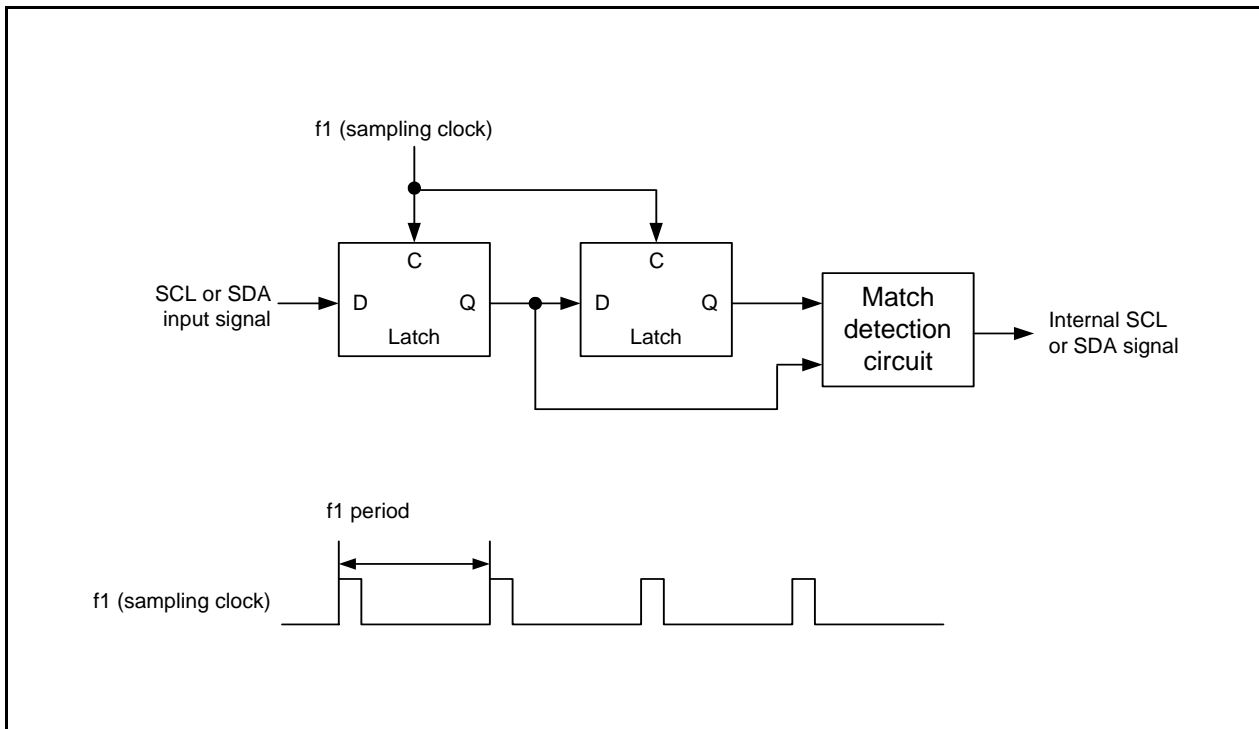 f1 (sampling clock)
C
C
SCL or SDA
input signal
D
Q
D
Q
Latch
Latch
Match
detection
circuit
Internal SCL
or SDA signal
f1 period
f1 (sampling clock)